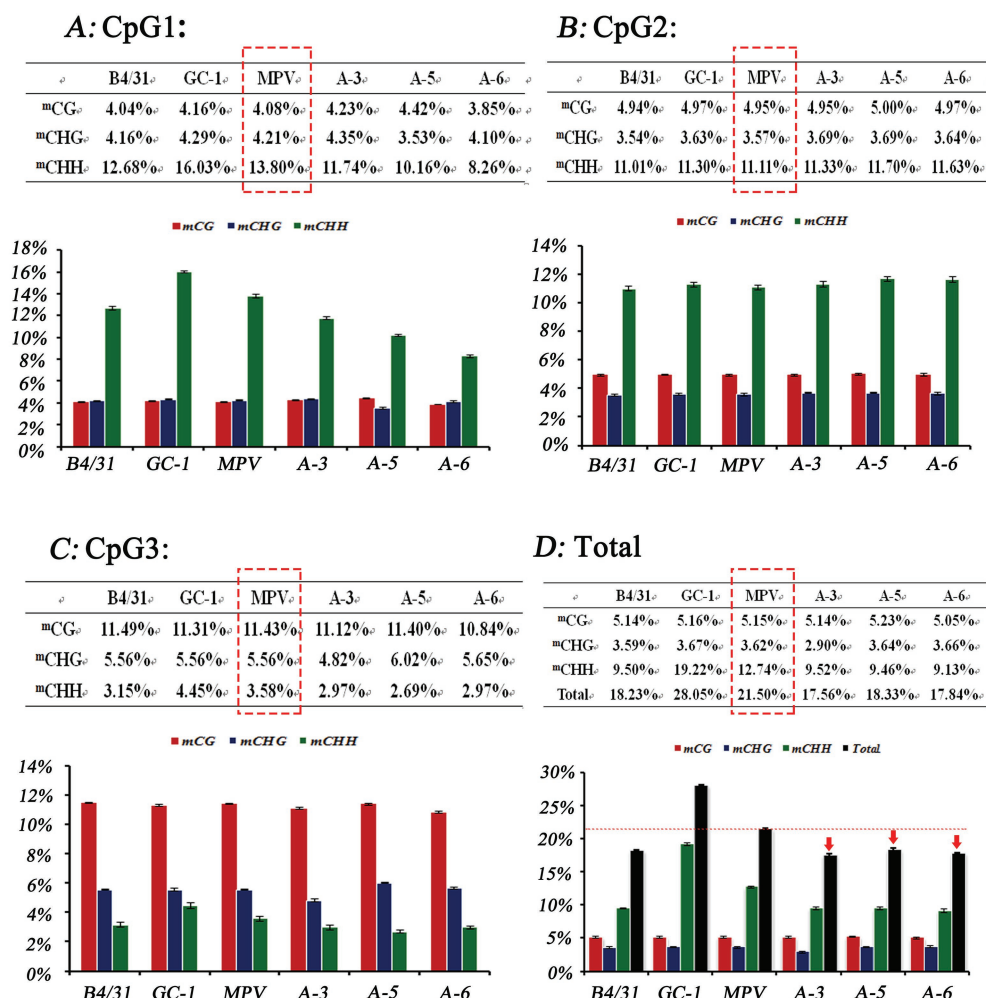 A: CpG1:
B4/31 GC-1 MPV A-3 A-5 A-6
mCG 4.04% 4.16% 4.08% 4.23% 4.42% 3.85%
mCHG 4.16% 4.29% 4.21% 4.35% 3.53% 4.10%
mCHH 12.68% 16.03% 13.80% 11.74% 10.16% 8.26%
mCG mCHG mCHH
18%
16%
14%
12%
10%
8%
6%
4%
2%
0%
B4/31 GC-1 MPV A-3 A-5 A-6
B: CpG2:
B4/31 GC-1 MPV A-3 A-5 A-6
mCG 4.94% 4.97% 4.95% 4.95% 5.00% 4.97%
mCHG 3.54% 3.63% 3.57% 3.69% 3.69% 3.64%
mCHH 11.01% 11.30% 11.11% 11.33% 11.70% 11.63%
mCG mCHG mCHH
14%
12%
10%
8%
6%
4%
2%
0%
B4/31 GC-1 MPV A-3 A-5 A-6
C: CpG3:
B4/31 GC-1 MPV A-3 A-5 A-6
mCG 11.49% 11.31% 11.43% 11.12% 11.40% 10.84%
mCHG 5.56% 5.56% 5.56% 4.82% 6.02% 5.65%
mCHH 3.15% 4.45% 3.58% 2.97% 2.69% 2.97%
mCG mCHG mCHH
14%
12%
10%
8%
6%
4%
2%
0%
B4/31 GC-1 MPV A-3 A-5 A-6
D: Total
B4/31 GC-1 MPV A-3 A-5 A-6
mCG 5.14% 5.16% 5.15% 5.14% 5.23% 5.05%
mCHG 3.59% 3.67% 3.62% 2.90% 3.64% 3.66%
mCHH 9.50% 19.22% 12.74% 9.52% 9.46% 9.13%
Total 18.23% 28.05% 21.50% 17.56% 18.33% 17.84%
mCG mCHG mCHH Total
30%
25%
20%
15%
10%
5%
0%
B4/31 GC-1 MPV A-3 A-5 A-6